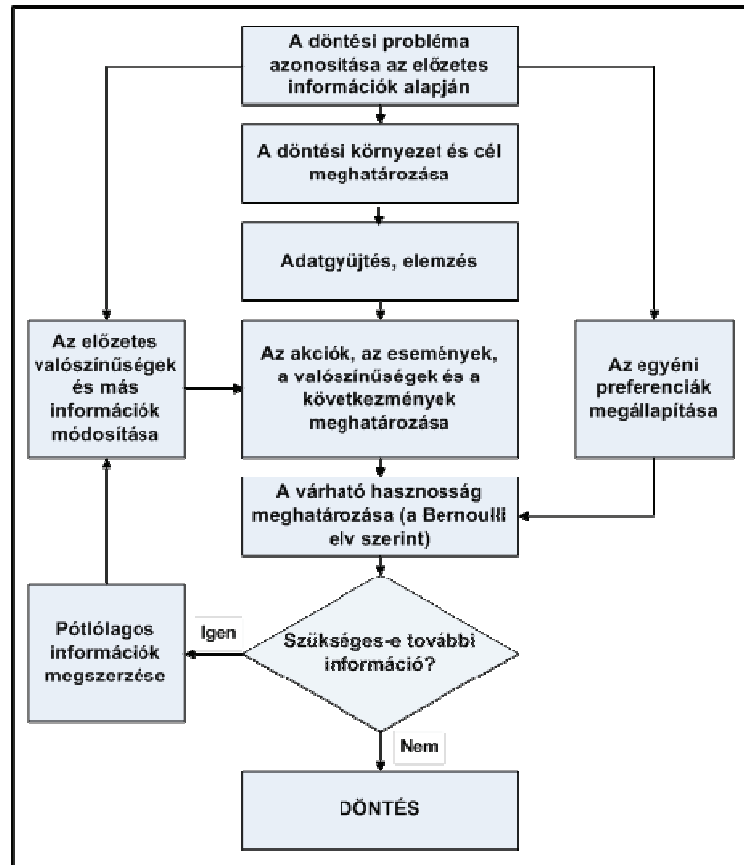 A döntési probléma
azonosítása az előzetes
információk alapján
A döntési környezet és cél
meghatározása
Adatgyűjtés, elemzés
Az előzetes
valószínűségek
és más
információk
módosítása
Az akciók, az események,
a valószínűségek és a
következmények
meghatározása
Az egyéni
preferenciák
megállapítása
A várható hasznosság
meghatározása (a Bernoulli
elv szerint)
Pótlólagos
információk
megszerzése
Igen
Szükséges-e további
információ?
Nem
DÖNTÉS